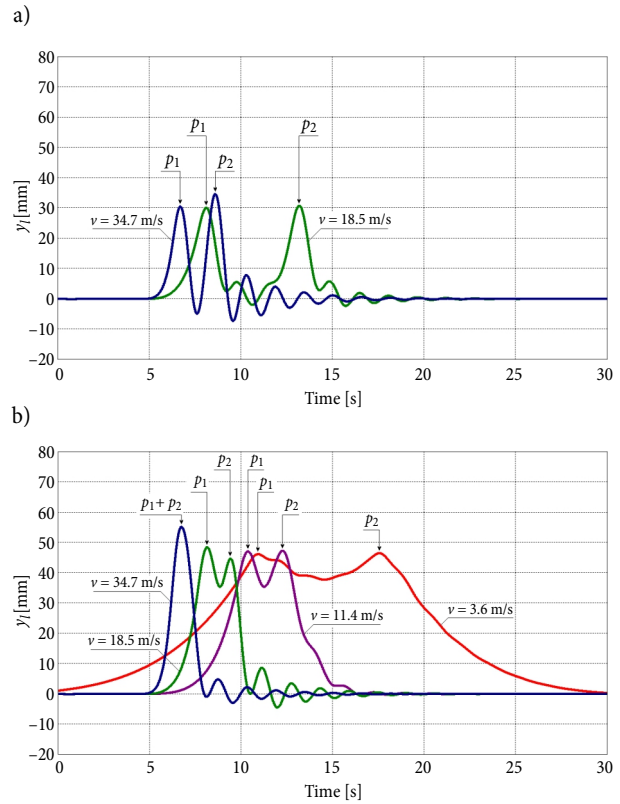 a)
80
70
60
50
40
30
20
10
0
−10
−20
y_l [mm]
p1
p1
p2
p2
v = 34.7 m/s
v = 18.5 m/s
0
5
10
15
20
25
30
Time [s]
b)
80
70
60
50
40
30
20
10
0
−10
−20
y_l [mm]
p1 + p2
p1
p2
p1
p1
p2
p2
v = 34.7 m/s
v = 18.5 m/s
v = 11.4 m/s
v = 3.6 m/s
0
5
10
15
20
25
30
Time [s]